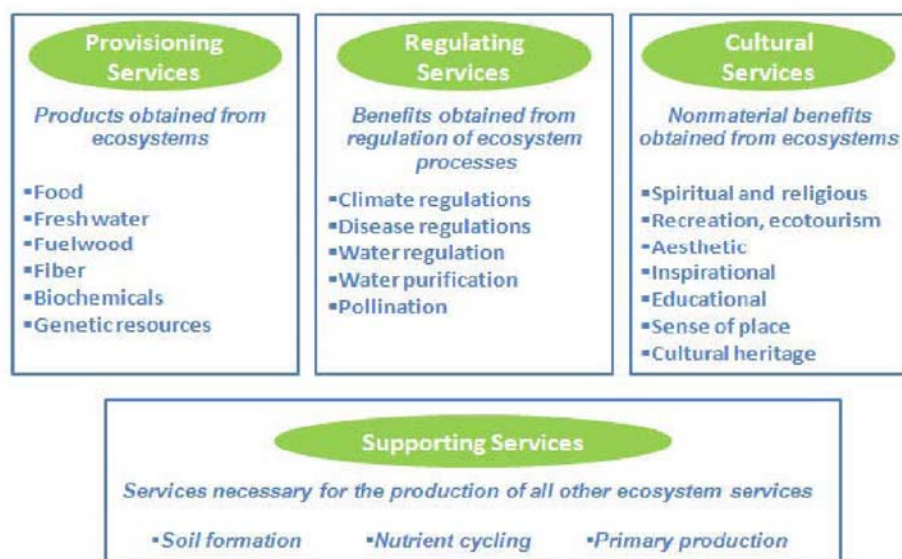 Provisioning
Services
Products obtained from
ecosystems
▪Food
▪Fresh water
▪Fuelwood
▪Fiber
▪Biochemicals
▪Genetic resources
Regulating
Services
Benefits obtained from
regulation of ecosystem
processes
▪Climate regulations
▪Disease regulations
▪Water regulation
▪Water purification
▪Pollination
Cultural
Services
Nonmaterial benefits
obtained from ecosystems
▪Spiritual and religious
▪Recreation, ecotourism
▪Aesthetic
▪Inspirational
▪Educational
▪Sense of place
▪Cultural heritage
Supporting Services
Services necessary for the production of all other ecosystem services
▪Soil formation ▪Nutrient cycling ▪Primary production